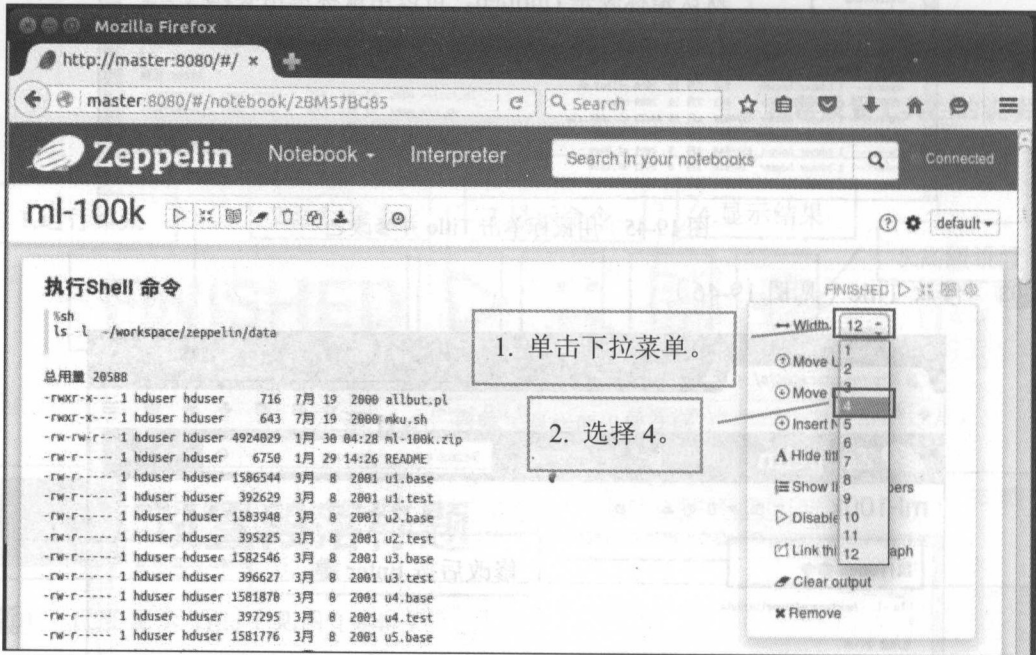 Mozilla Firefox
http://master:8080/#/ ×
master:8080/#/notebook/2BM57BG85
Search
Zeppelin Notebook Interpreter Search in your notebooks Connected
ml-100k default
执行Shell 命令
FINISHED
%sh
ls -l ~/workspace/zeppelin/data
Width 12
1
2
3
4
5
6
7
8
9
10
11
12
Move
Move
Insert
Hide
Show
Disable
Link
Clear output
Remove
1. 单击下拉菜单。
2. 选择4。
总用量 20588
-rwxr-x--- 1 hduser hduser 716 7月 19 2000 allbut.pl
-rwxr-x--- 1 hduser hduser 643 7月 19 2000 mku.sh
-rw-rw-r-- 1 hduser hduser 4924029 1月 30 04:28 ml-100k.zip
-rw-r----- 1 hduser hduser 6750 1月 29 14:26 README
-rw-r----- 1 hduser hduser 1586544 3月 8 2001 u1.base
-rw-r----- 1 hduser hduser 392629 3月 8 2001 u1.test
-rw-r----- 1 hduser hduser 1583948 3月 8 2001 u2.base
-rw-r----- 1 hduser hduser 395225 3月 8 2001 u2.test
-rw-r----- 1 hduser hduser 1582546 3月 8 2001 u3.base
-rw-r----- 1 hduser hduser 396627 3月 8 2001 u3.test
-rw-r----- 1 hduser hduser 1581878 3月 8 2001 u4.base
-rw-r----- 1 hduser hduser 397295 3月 8 2001 u4.test
-rw-r----- 1 hduser hduser 1581776 3月 8 2001 u5.base